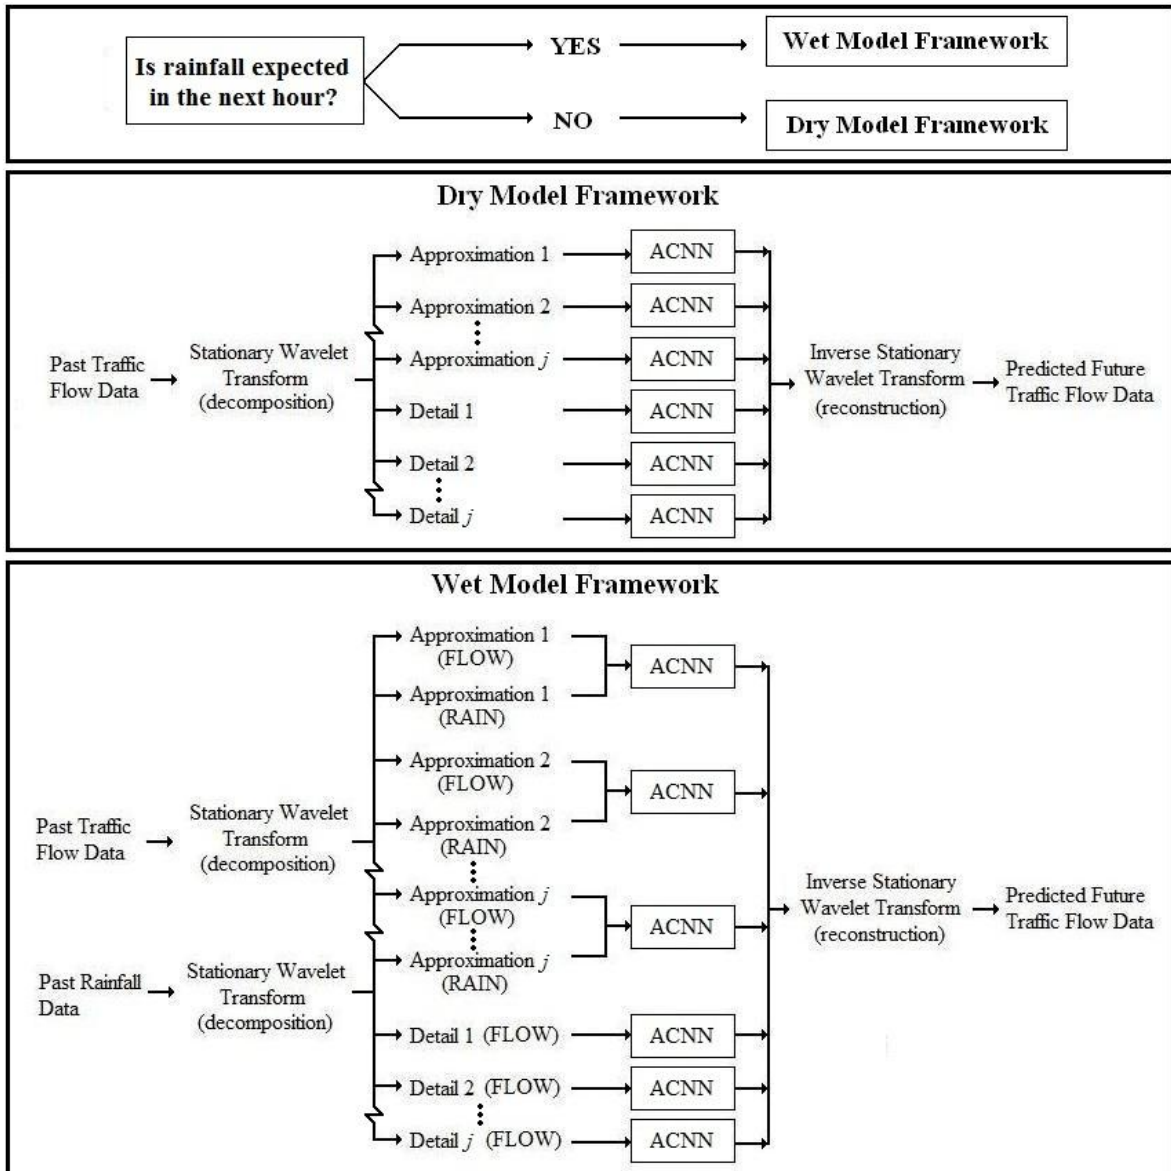 Is rainfall expected
in the next hour?
YES
Wet Model Framework
NO
Dry Model Framework
Dry Model Framework
Past Traffic
Flow Data
Stationary Wavelet
Transform
(decomposition)
Approximation 1
Approximation 2
Approximation j
Detail 1
Detail 2
Detail j
ACNN
ACNN
ACNN
ACNN
ACNN
ACNN
Inverse Stationary
Wavelet Transform
(reconstruction)
Predicted Future
Traffic Flow Data
Wet Model Framework
Past Traffic
Flow Data
Stationary Wavelet
Transform
(decomposition)
Past Rainfall
Data
Stationary Wavelet
Transform
(decomposition)
Approximation 1
(FLOW)
Approximation 1
(RAIN)
Approximation 2
(FLOW)
Approximation 2
(RAIN)
Approximation j
(FLOW)
Approximation j
(RAIN)
Detail 1 (FLOW)
Detail 2 (FLOW)
Detail j (FLOW)
ACNN
ACNN
ACNN
ACNN
ACNN
ACNN
Inverse Stationary
Wavelet Transform
(reconstruction)
Predicted Future
Traffic Flow Data